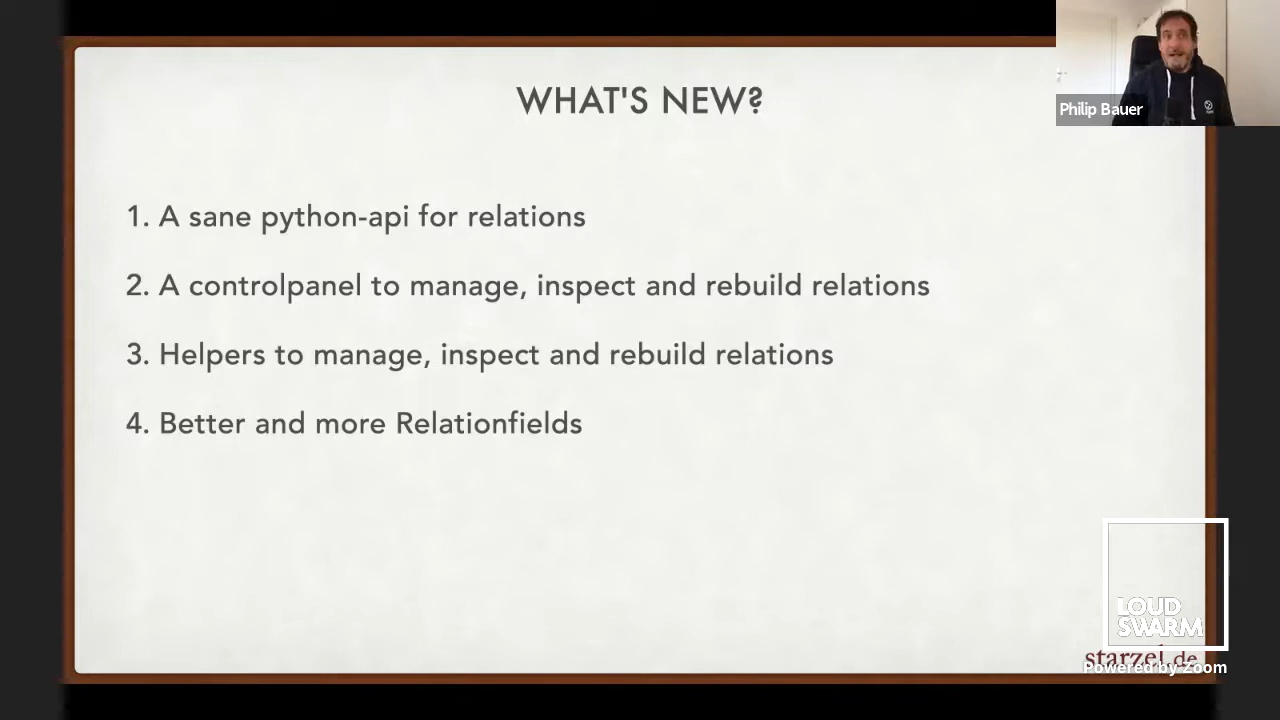 WHAT'S NEW?
Philip Bauer
1. A sane python-api for relations
2. A controlpanel to manage, inspect and rebuild relations
3. Helpers to manage, inspect and rebuild relations
4. Better and more Relationfields
LOUD
SWARM
starzel.de
Powered by Zoom